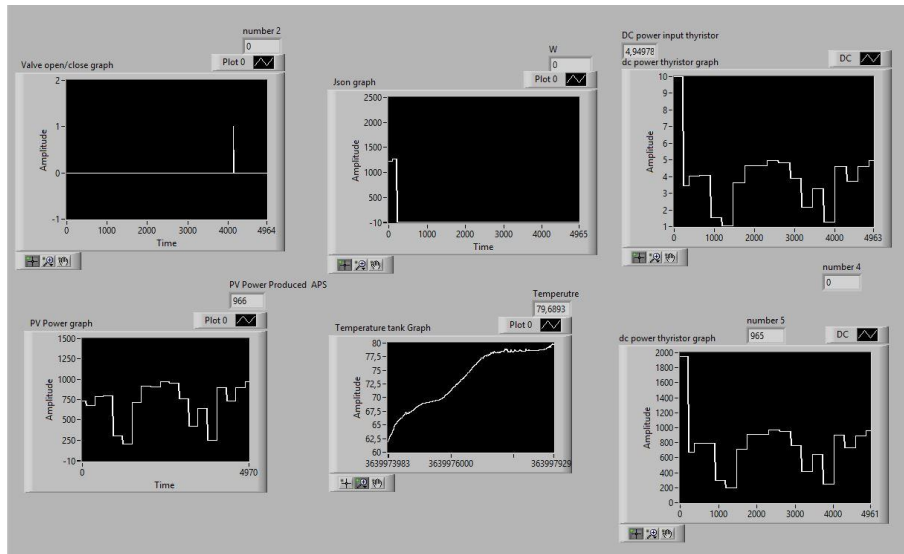 number 2
0
Valve open/close graph
Plot 0
2
1
0
-1
Amplitude
0 1000 2000 3000 4000 4964
Time
W
0
Json graph
Plot 0
2500
2000
1500
1000
500
-10
Amplitude
0 1000 2000 3000 4000 4965
Time
DC power input thyristor
4,94978
dc power thyristor graph
DC
10
9
8
7
6
5
4
3
2
1
Amplitude
0 1000 2000 3000 4000 4963
number 4
0
PV Power Produced APS
966
PV Power graph
Plot 0
1500
1250
1000
750
500
250
-10
Amplitude
0 4970
Time
Temperutre
79,6893
Temperature tank Graph
Plot 0
80
77,5
75
72,5
70
67,5
65
62,5
60
Amplitude
3639973983 3639976000 3639977929
number 5
965
dc power thyristor graph
DC
2000
1800
1600
1400
1200
1000
800
600
400
200
0
Amplitude
0 1000 2000 3000 4000 4961